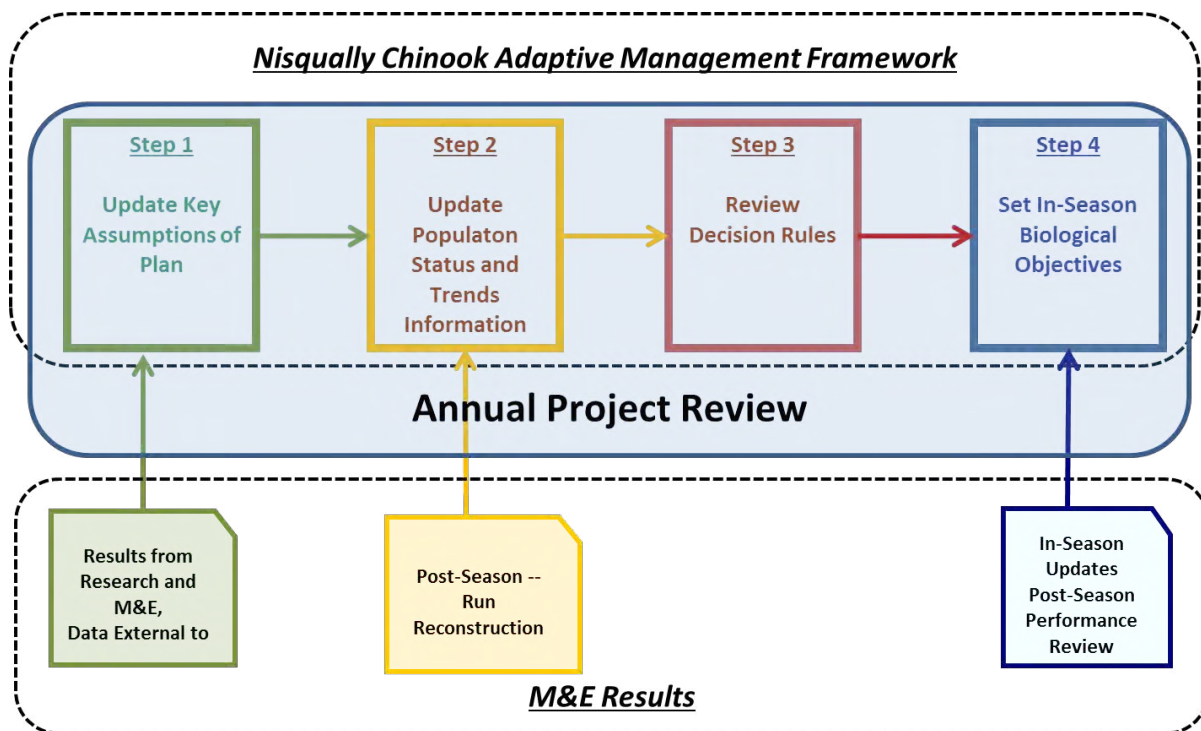 Nisqually Chinook Adaptive Management Framework
Step 1
Update Key
Assumptions of
Plan
Step 2
Update
Populaton
Status and
Trends
Information
Step 3
Review
Decision Rules
Step 4
Set In-Season
Biological
Objectives
Annual Project Review
Results from
Research and
M&E,
Data External to
Post-Season --
Run
Reconstruction
In-Season
Updates
Post-Season
Performance
Review
M&E Results